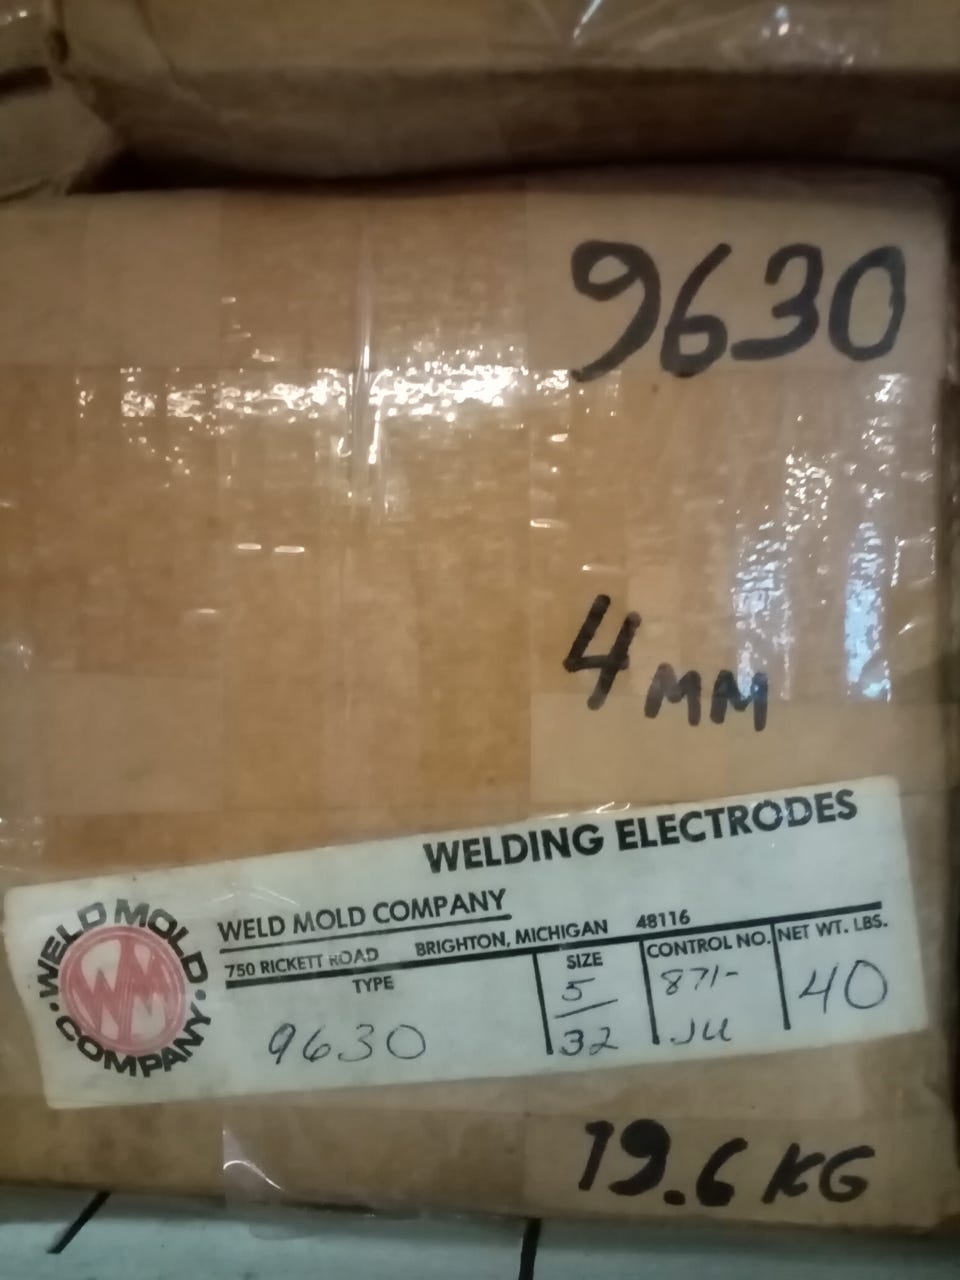 9630
4 MM
WELDING ELECTRODES
WELD MOLD COMPANY
750 RICKETT ROAD BRIGHTON, MICHIGAN 48116
TYPE SIZE CONTROL NO. NET WT. LBS.
9630 5/32 871-JU 40
WELD MOLD
WM
COMPANY
19.6 KG